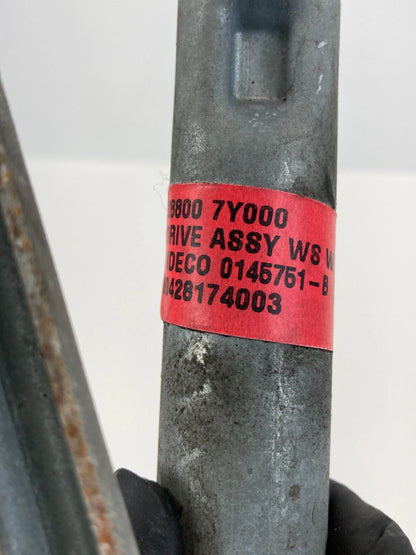 8800 7Y000
RIVE ASSY WS W
DECO 0145751-B
0428174003